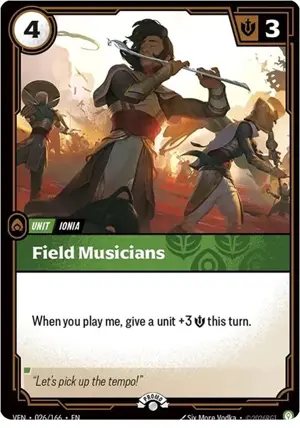 4
3
UNIT IONIA
Field Musicians
When you play me, give a unit +3 this turn.
"Let's pick up the tempo!"
PROMO
VEN • 026/166 • EN
Six More Vodka • ©2026RGI